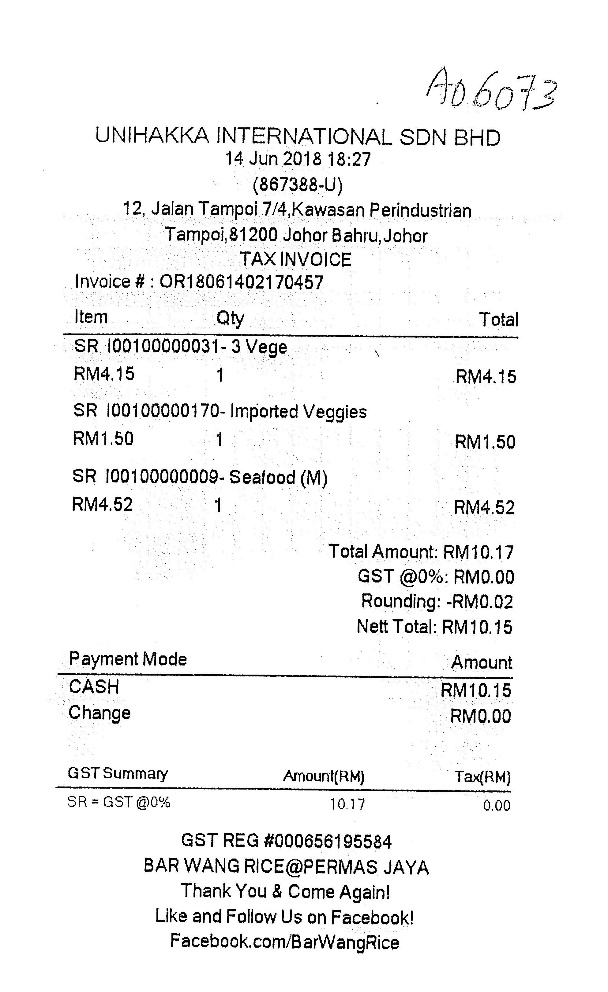 A06073
UNIHAKKA INTERNATIONAL SDN BHD
14 Jun 2018 18:27
(867388-U)
12, Jalan Tampoi 7/4,Kawasan Perindustrian
Tampoi,81200 Johor Bahru,Johor
TAX INVOICE
Invoice # : OR18061402170457
Item Qty Total
SR I00100000031- 3 Vege
RM4.15 1 RM4.15
SR I00100000170- Imported Veggies
RM1.50 1 RM1.50
SR I00100000009- Seafood (M)
RM4.52 1 RM4.52
Total Amount: RM10.17
GST @0%: RM0.00
Rounding: -RM0.02
Nett Total: RM10.15
Payment Mode Amount
CASH RM10.15
Change RM0.00
GST Summary Amount(RM) Tax(RM)
SR = GST @0% 10.17 0.00
GST REG #000656195584
BAR WANG RICE@PERMAS JAYA
Thank You & Come Again!
Like and Follow Us on Facebook!
Facebook.com/BarWangRice